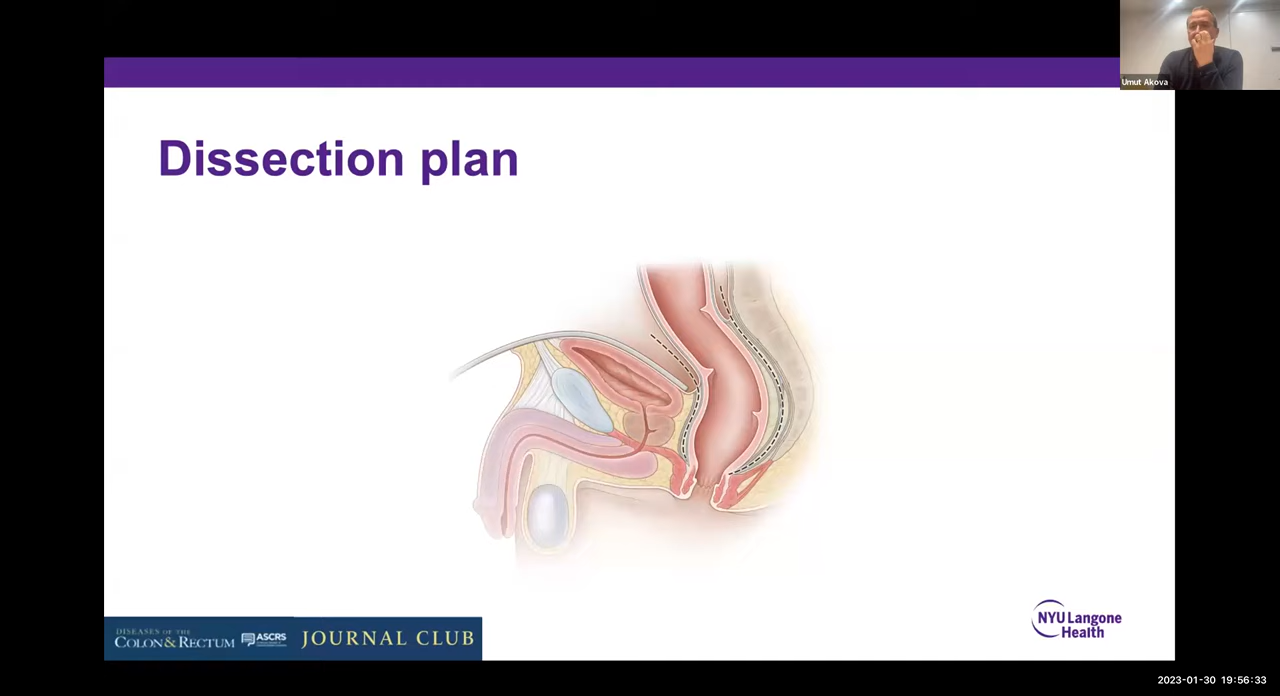 Umut Akova
Dissection plan
DISEASES OF THE
COLON & RECTUM
ASCRS
JOURNAL CLUB
NYU Langone
Health
2023-01-30 19:56:33